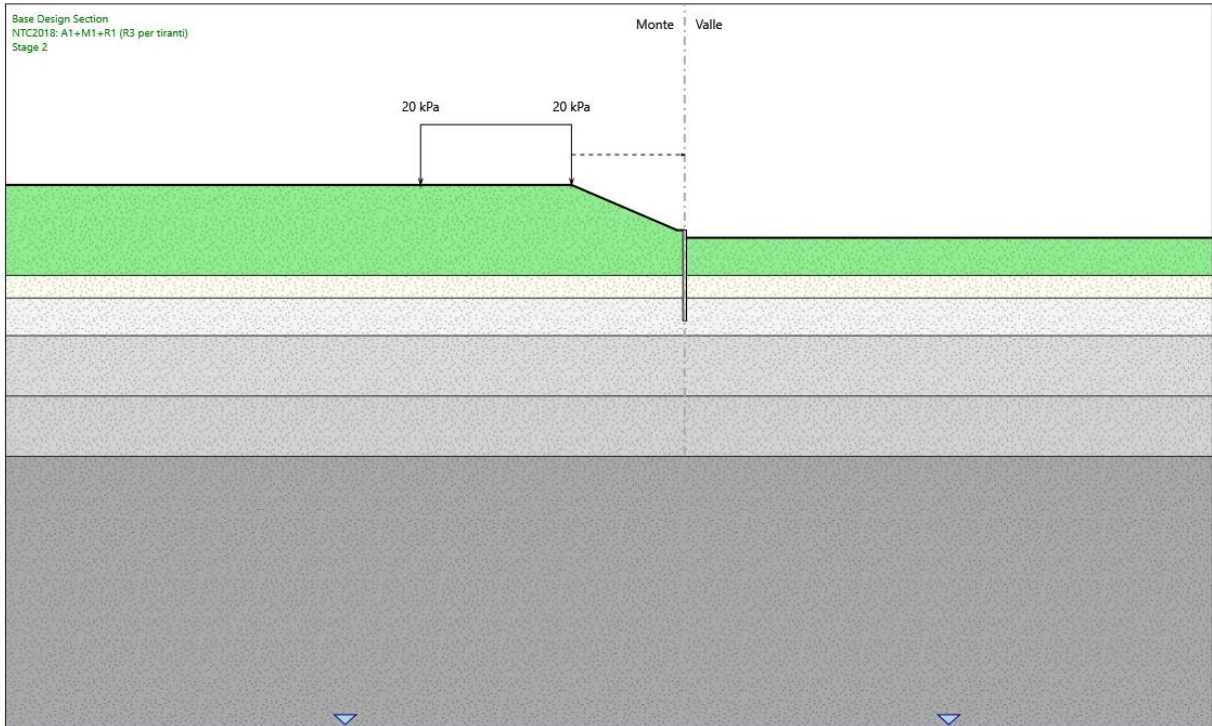 Base Design Section
NTC2018: A1+M1+R1 (R3 per tiranti)
Stage 2
Monte
Valle
20 kPa
20 kPa